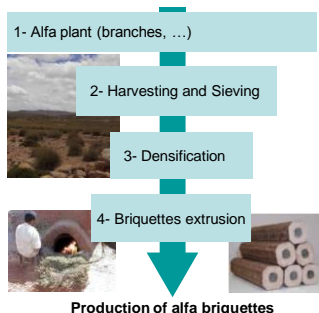 1- Alfa plant (branches, …)
2- Harvesting and Sieving
3- Densification
4- Briquettes extrusion
Production of alfa briquettes